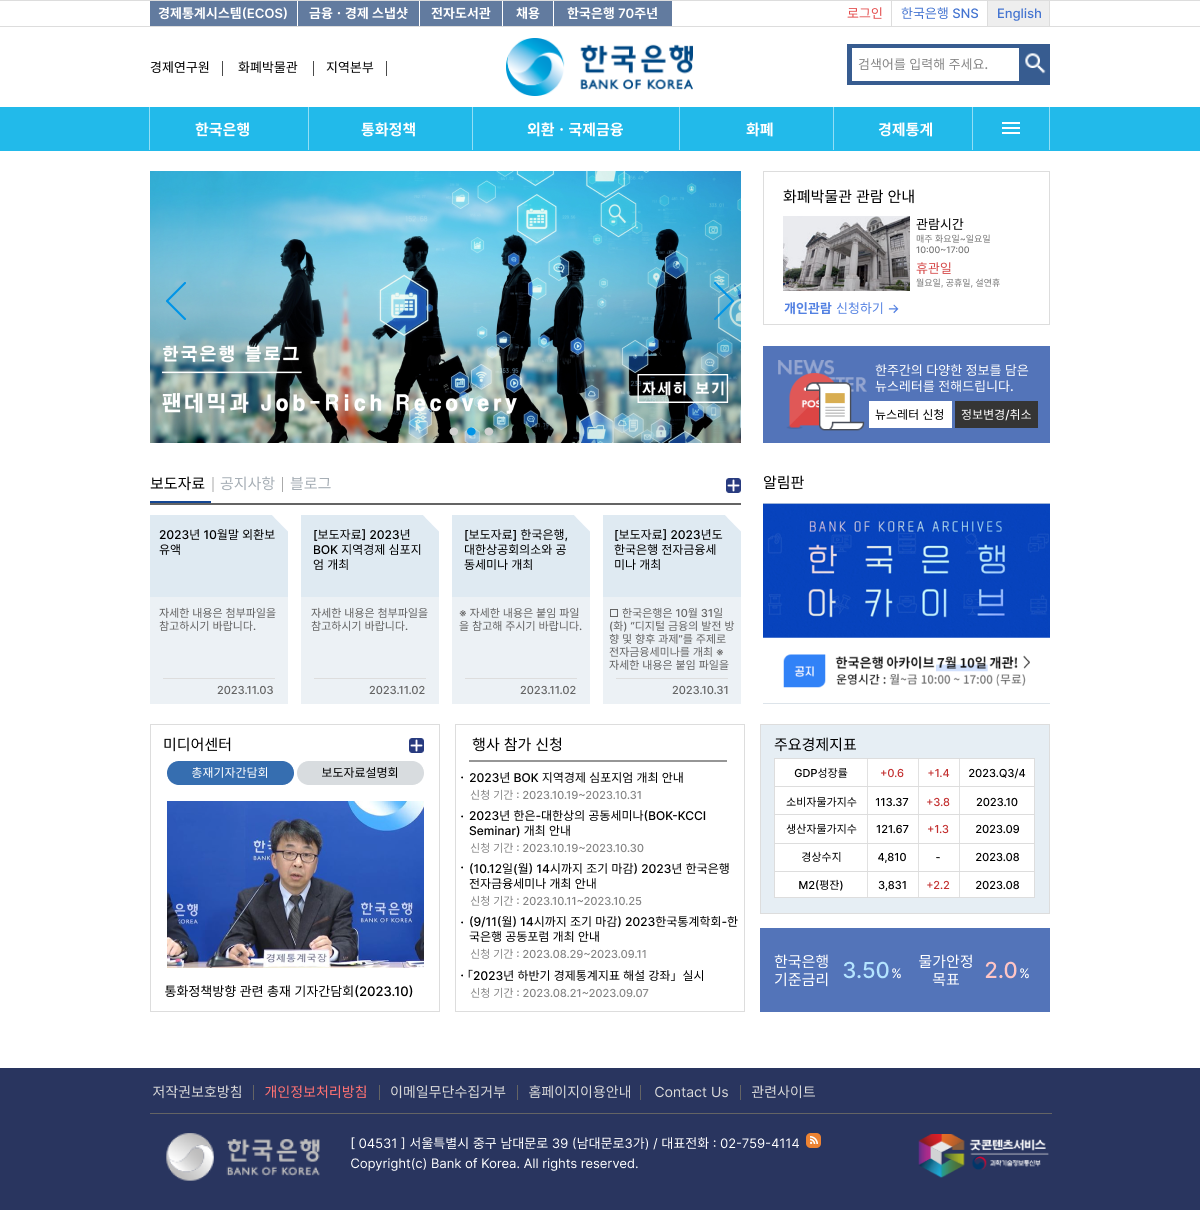 경제통계시스템(ECOS) 금융 · 경제 스냅샷 전자도서관 채용 한국은행 70주년 로그인 한국은행 SNS English
경제연구원 화폐박물관 지역본부
한국은행
BANK OF KOREA
검색어를 입력해 주세요.
한국은행 통화정책 외환 · 국제금융 화폐 경제통계
한국은행 블로그
팬데믹과 Job-Rich Recovery
자세히 보기
화폐박물관 관람 안내
관람시간
매주 화요일~일요일
10:00~17:00
휴관일
월요일, 공휴일, 설연휴
개인관람 신청하기 →
NEWS
POS
한주간의 다양한 정보를 담은
뉴스레터를 전해드립니다.
뉴스레터 신청 정보변경/취소
보도자료 | 공지사항 | 블로그
2023년 10월말 외환보
유액
자세한 내용은 첨부파일을
참고하시기 바랍니다.
2023.11.03
[보도자료] 2023년
BOK 지역경제 심포지
엄 개최
자세한 내용은 첨부파일을
참고하시기 바랍니다.
2023.11.02
[보도자료] 한국은행,
대한상공회의소와 공
동세미나 개최
※ 자세한 내용은 붙임 파일
을 참고해 주시기 바랍니다.
2023.11.02
[보도자료] 2023년도
한국은행 전자금융세
미나 개최
□ 한국은행은 10월 31일
(화) “디지털 금융의 발전 방
향 및 향후 과제”를 주제로
전자금융세미나를 개최 ※
자세한 내용은 붙임 파일을
2023.10.31
알림판
BANK OF KOREA ARCHIVES
한국은행
아카이브
공지
한국은행 아카이브 7월 10일 개관!
운영시간 : 월~금 10:00 ~ 17:00 (무료)
미디어센터
총재기자간담회 보도자료설명회
한국은행
BANK OF KOREA
경제통계국장
통화정책방향 관련 총재 기자간담회(2023.10)
행사 참가 신청
· 2023년 BOK 지역경제 심포지엄 개최 안내
신청 기간 : 2023.10.19~2023.10.31
· 2023년 한은-대한상의 공동세미나(BOK-KCCI
Seminar) 개최 안내
신청 기간 : 2023.10.19~2023.10.30
· (10.12일(월) 14시까지 조기 마감) 2023년 한국은행
전자금융세미나 개최 안내
신청 기간 : 2023.10.11~2023.10.25
· (9/11(월) 14시까지 조기 마감) 2023한국통계학회-한
국은행 공동포럼 개최 안내
신청 기간 : 2023.08.29~2023.09.11
· 「2023년 하반기 경제통계지표 해설 강좌」 실시
신청 기간 : 2023.08.21~2023.09.07
주요경제지표
GDP성장률 +0.6 +1.4 2023.Q3/4
소비자물가지수 113.37 +3.8 2023.10
생산자물가지수 121.67 +1.3 2023.09
경상수지 4,810 - 2023.08
M2(평잔) 3,831 +2.2 2023.08
한국은행
기준금리
3.50%
물가안정
목표
2.0%
저작권보호방침 개인정보처리방침 이메일무단수집거부 홈페이지이용안내 Contact Us 관련사이트
한국은행
BANK OF KOREA
[ 04531 ] 서울특별시 중구 남대문로 39 (남대문로3가) / 대표전화 : 02-759-4114
Copyright(c) Bank of Korea. All rights reserved.
굿콘텐츠서비스
과학기술정보통신부